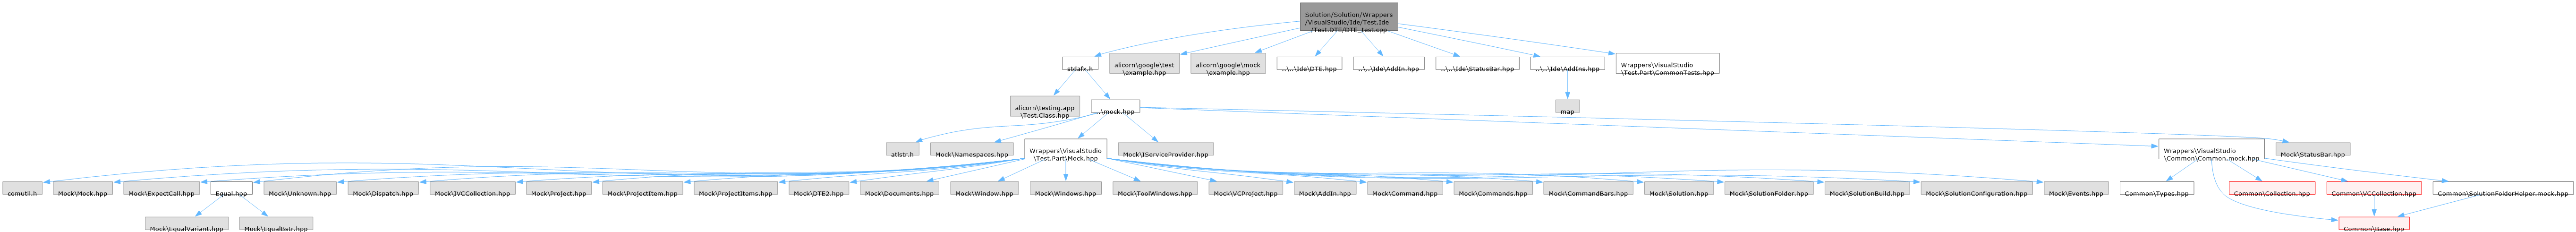 Solution/Solution/Wrappers
/VisualStudio/Ide/Test.Ide
/Test.DTE/DTE_test.cpp
stdafx.h
alicorn\google\test
\example.hpp
alicorn\google\mock
\example.hpp
..\..\Ide\DTE.hpp
..\..\Ide\AddIn.hpp
..\..\Ide\StatusBar.hpp
..\..\Ide\AddIns.hpp
Wrappers\VisualStudio
\Test.Part\CommonTests.hpp
alicorn\testing.app
\Test.Class.hpp
..\mock.hpp
map
atlstr.h
Mock\Namespaces.hpp
Wrappers\VisualStudio
\Test.Part\Mock.hpp
Mock\IServiceProvider.hpp
Wrappers\VisualStudio
\Common\Common.mock.hpp
Mock\StatusBar.hpp
comutil.h
Mock\Mock.hpp
Mock\ExpectCall.hpp
Equal.hpp
Mock\Unknown.hpp
Mock\Dispatch.hpp
Mock\IVCCollection.hpp
Mock\Project.hpp
Mock\ProjectItem.hpp
Mock\ProjectItems.hpp
Mock\DTE2.hpp
Mock\Documents.hpp
Mock\Window.hpp
Mock\Windows.hpp
Mock\ToolWindows.hpp
Mock\VCProject.hpp
Mock\AddIn.hpp
Mock\Command.hpp
Mock\Commands.hpp
Mock\CommandBars.hpp
Mock\Solution.hpp
Mock\SolutionFolder.hpp
Mock\SolutionBuild.hpp
Mock\SolutionConfiguration.hpp
Mock\Events.hpp
Common\Types.hpp
Common\Collection.hpp
Common\VCCollection.hpp
Common\SolutionFolderHelper.mock.hpp
Mock\EqualVariant.hpp
Mock\EqualBstr.hpp
Common\Base.hpp